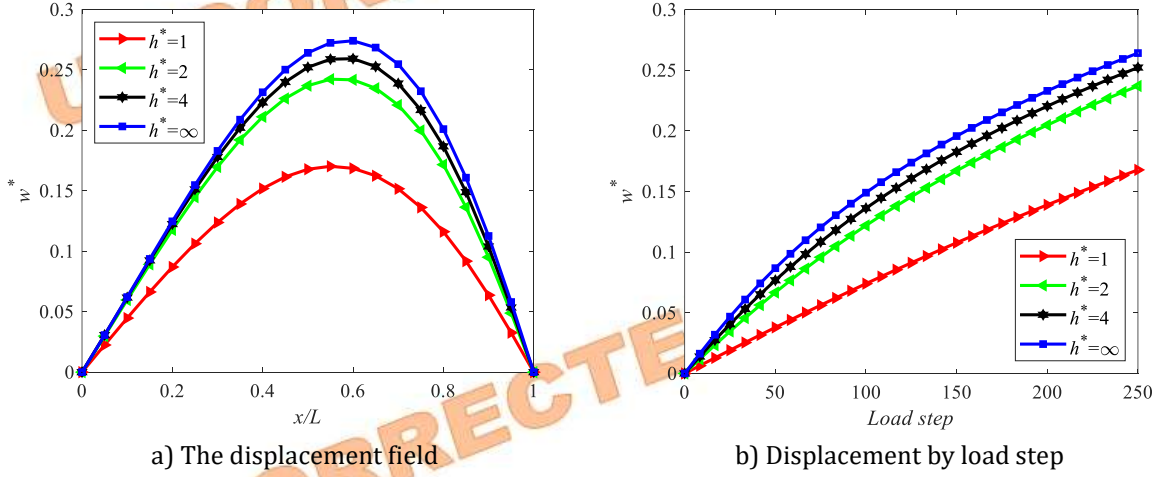 0.3
0.25
0.2
0.15
0.1
0.05
0
w*
h*=1
h*=2
h*=4
h*=∞
0 0.2 0.4 0.6 0.8 1
x/L
a) The displacement field
0.3
0.25
0.2
0.15
0.1
0.05
0
w*
h*=1
h*=2
h*=4
h*=∞
0 50 100 150 200 250
Load step
b) Displacement by load step